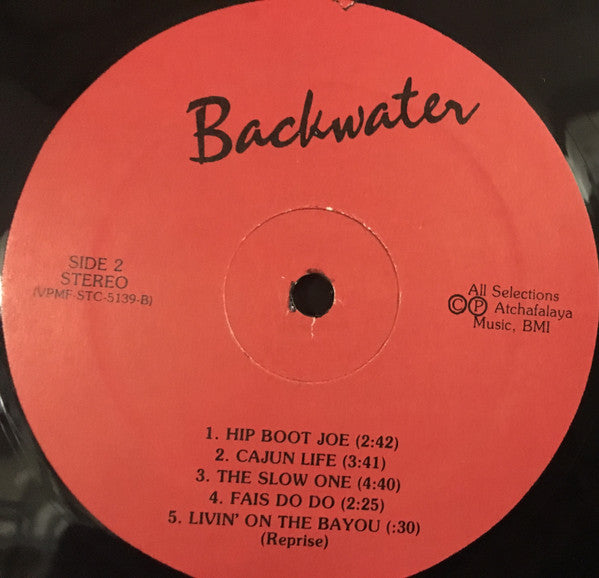 Backwater
SIDE 2
STEREO
(VPMF-STC-5139-B)
All Selections
©℗ Atchafalaya
Music, BMI
1. HIP BOOT JOE (2:42)
2. CAJUN LIFE (3:41)
3. THE SLOW ONE (4:40)
4. FAIS DO DO (2:25)
5. LIVIN' ON THE BAYOU (:30)
(Reprise)